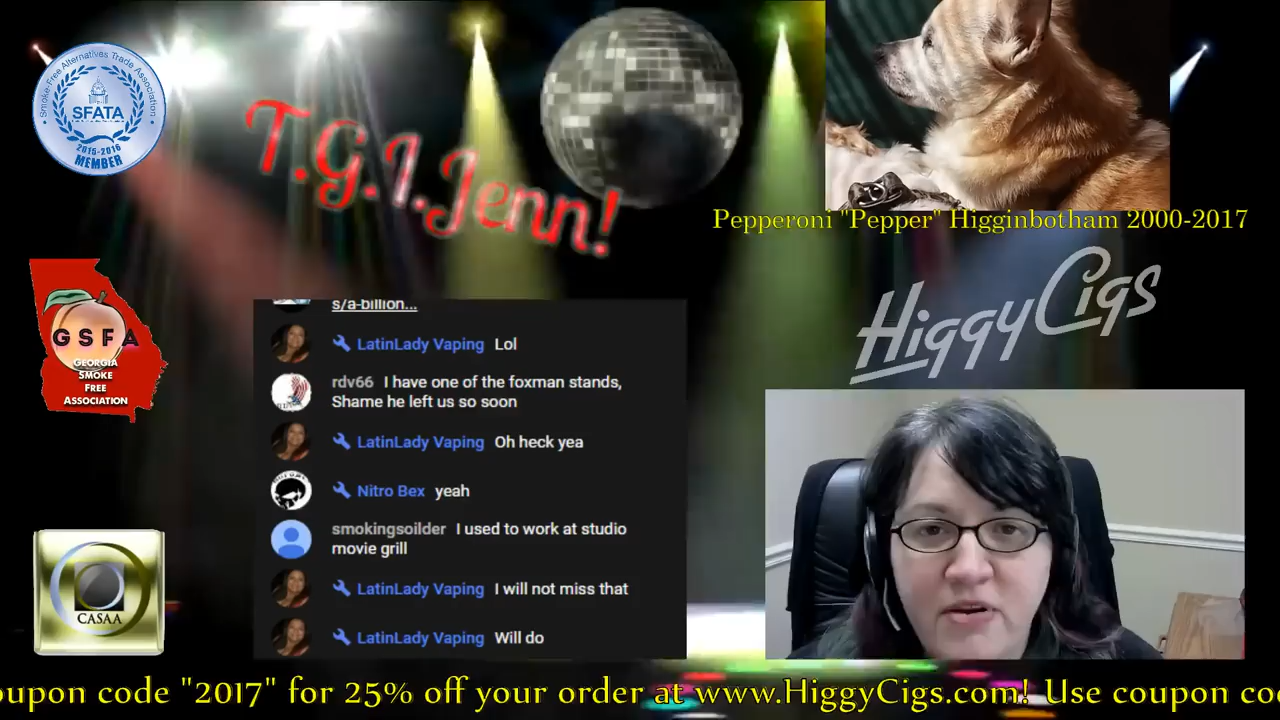 Smoke-Free Alternatives Trade Association
SFATA
2015-2016
MEMBER
T.G.I.Jenn!
Pepperoni "Pepper" Higginbotham 2000-2017
HiggyCigs
GSFA
GEORGIA
SMOKE
FREE
ASSOCIATION
CASAA
s/a-billion...
LatinLady Vaping Lol
rdv66 I have one of the foxman stands,
Shame he left us so soon
LatinLady Vaping Oh heck yea
Nitro Bex yeah
smokingsoilder I used to work at studio
movie grill
LatinLady Vaping I will not miss that
LatinLady Vaping Will do
oupon code "2017" for 25% off your order at www.HiggyCigs.com! Use coupon co